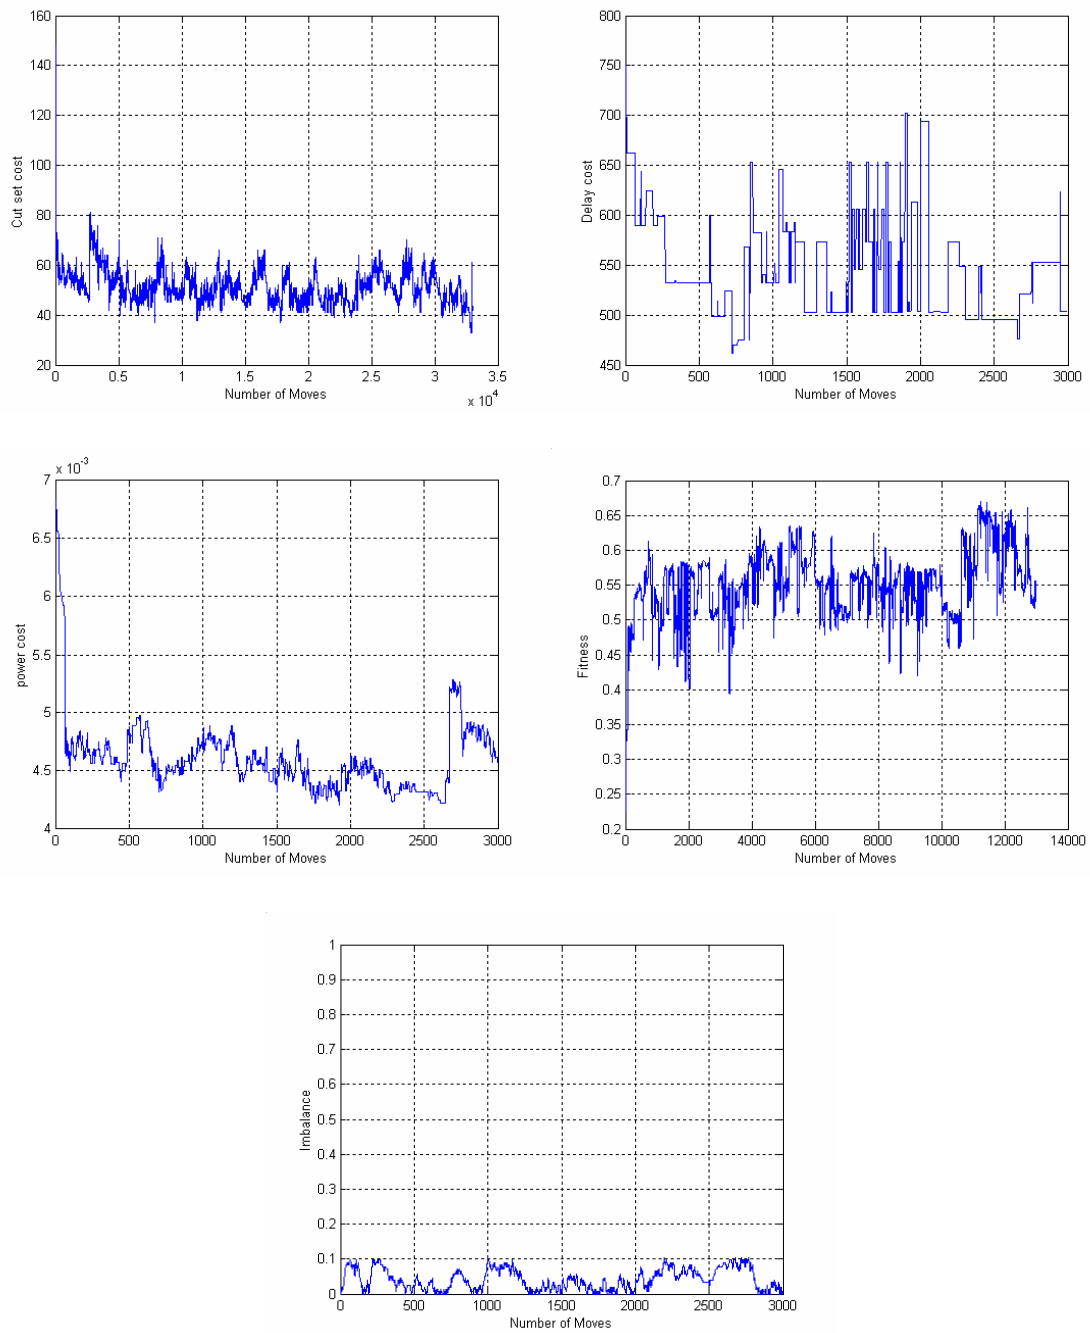 160
140
120
100
80
60
40
20
Cut set cost
0 0.5 1 1.5 2 2.5 3 3.5
Number of Moves
x 10^4
800
750
700
650
600
550
500
450
Delay cost
0 500 1000 1500 2000 2500 3000
Number of Moves
x 10^-3
7
6.5
6
5.5
5
4.5
4
power cost
0 500 1000 1500 2000 2500 3000
Number of Moves
0.7
0.65
0.6
0.55
0.5
0.45
0.4
0.35
0.3
0.25
0.2
Fitness
0 2000 4000 6000 8000 10000 12000 14000
Number of Moves
1
0.9
0.8
0.7
0.6
0.5
0.4
0.3
0.2
0.1
0
Imbalance
0 500 1000 1500 2000 2500 3000
Number of Moves